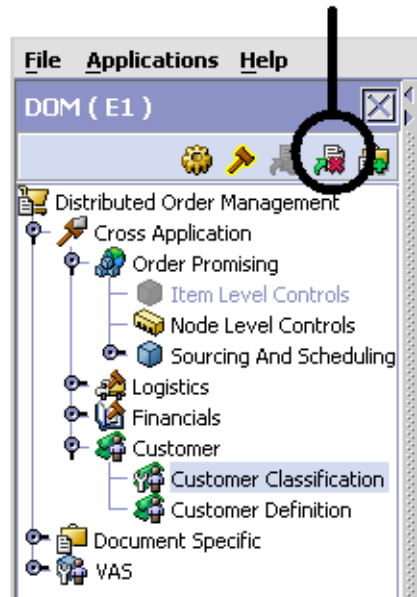 File Applications Help
DOM ( E1 )
Distributed Order Management
Cross Application
Order Promising
Item Level Controls
Node Level Controls
Sourcing And Scheduling
Logistics
Financials
Customer
Customer Classification
Customer Definition
Document Specific
VAS